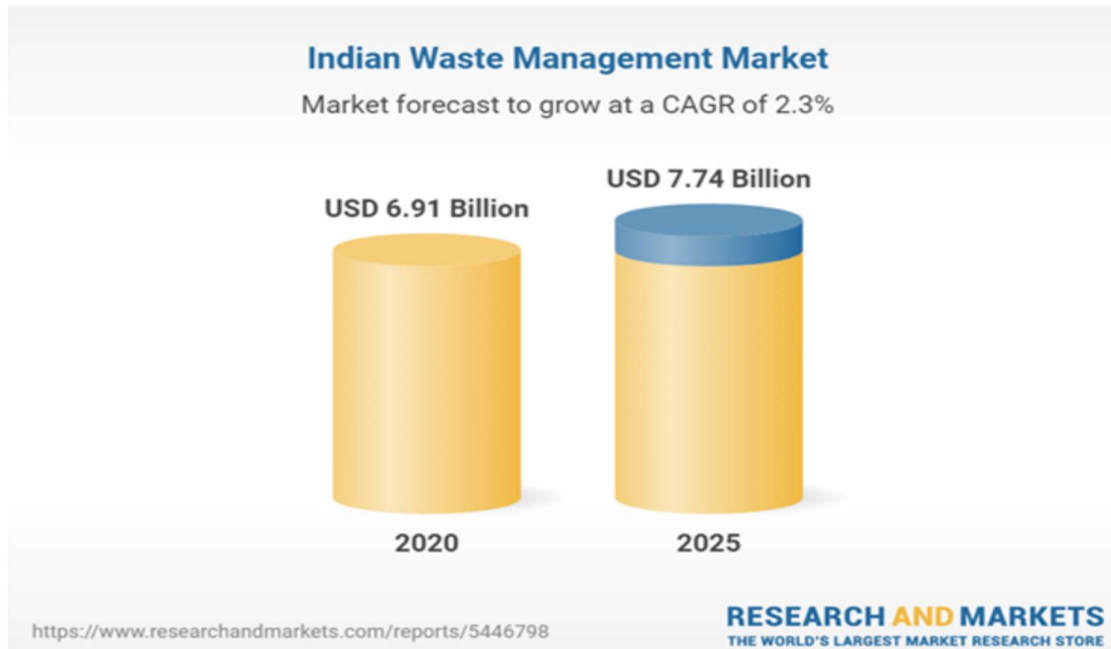 Indian Waste Management Market
Market forecast to grow at a CAGR of 2.3%
USD 6.91 Billion
USD 7.74 Billion
2020
2025
https://www.researchandmarkets.com/reports/5446798
RESEARCH AND MARKETS
THE WORLD'S LARGEST MARKET RESEARCH STORE